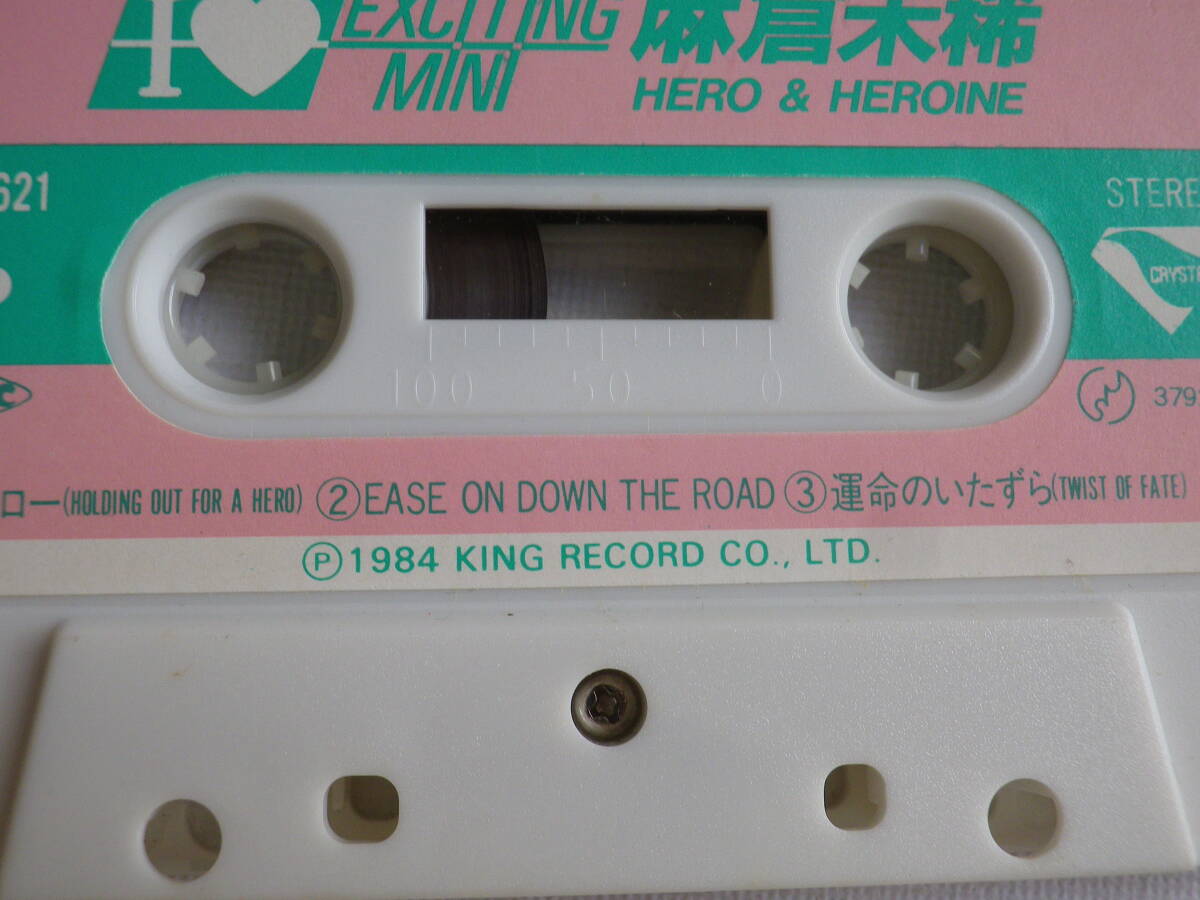 I ♥ EXCITING MINI 麻倉未稀
HERO & HEROINE
621
STERE
CRYST
100 50 0
379
ロー(HOLDING OUT FOR A HERO) ②EASE ON DOWN THE ROAD ③運命のいたずら(TWIST OF FATE)
Ⓟ1984 KING RECORD CO., LTD.